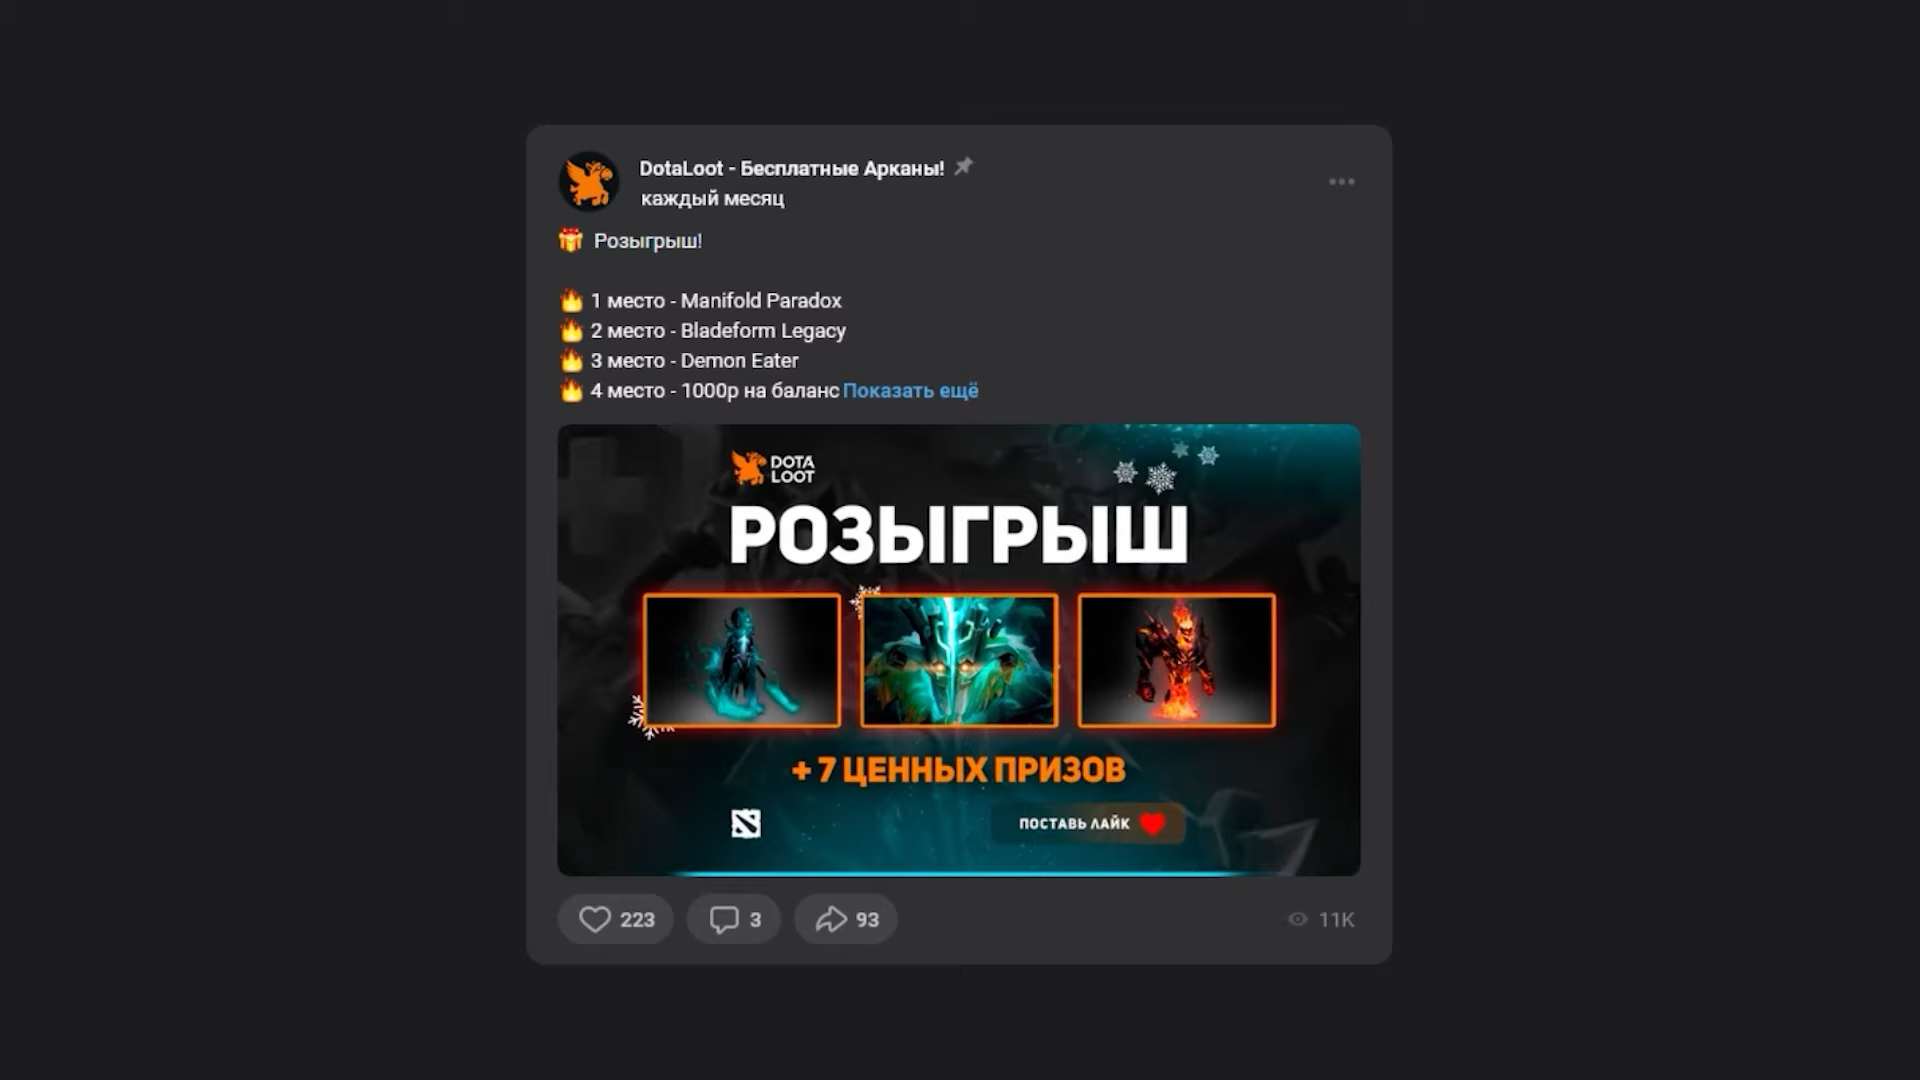 DotaLoot - Бесплатные Арканы!
каждый месяц
Розыгрыш!
1 место - Manifold Paradox
2 место - Bladeform Legacy
3 место - Demon Eater
4 место - 1000р на баланс Показать ещё
DOTA
LOOT
РОЗЫГРЫШ
+ 7 ЦЕННЫХ ПРИЗОВ
ПОСТАВЬ ЛАЙК
223
3
93
11K